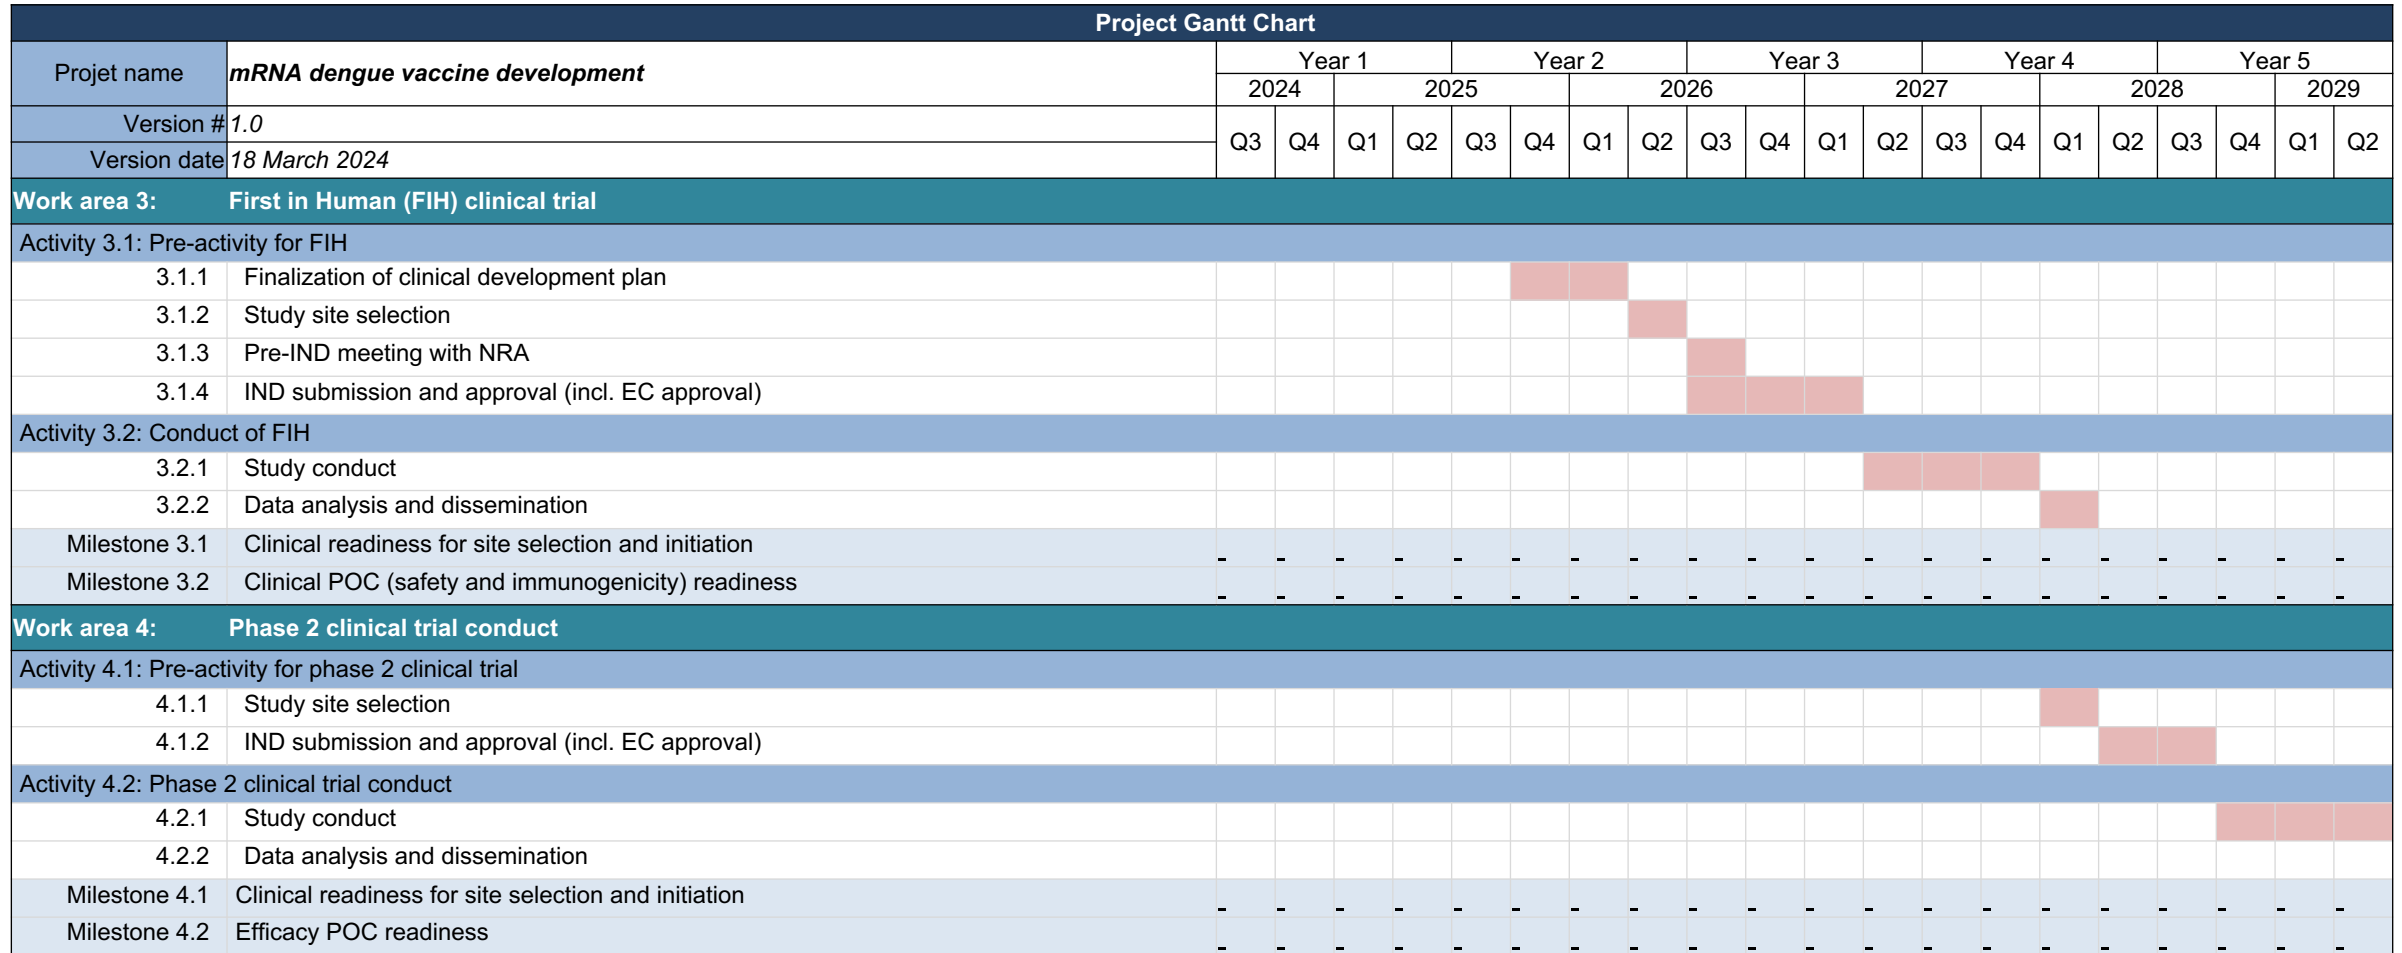 Project Gantt Chart
Projet name mRNA dengue vaccine development Year 1 Year 2 Year 3 Year 4 Year 5
2024 2025 2026 2027 2028 2029
Version # 1.0
Q3 Q4 Q1 Q2 Q3 Q4 Q1 Q2 Q3 Q4 Q1 Q2 Q3 Q4 Q1 Q2 Q3 Q4 Q1 Q2
Version date 18 March 2024
Work area 3: First in Human (FIH) clinical trial
Activity 3.1: Pre-activity for FIH
3.1.1 Finalization of clinical development plan
3.1.2 Study site selection
3.1.3 Pre-IND meeting with NRA
3.1.4 IND submission and approval (incl. EC approval)
Activity 3.2: Conduct of FIH
3.2.1 Study conduct
3.2.2 Data analysis and dissemination
Milestone 3.1 Clinical readiness for site selection and initiation - - - - - - - - - - - - - - - - - - - -
Milestone 3.2 Clinical POC (safety and immunogenicity) readiness - - - - - - - - - - - - - - - - - - - -
Work area 4: Phase 2 clinical trial conduct
Activity 4.1: Pre-activity for phase 2 clinical trial
4.1.1 Study site selection
4.1.2 IND submission and approval (incl. EC approval)
Activity 4.2: Phase 2 clinical trial conduct
4.2.1 Study conduct
4.2.2 Data analysis and dissemination
Milestone 4.1 Clinical readiness for site selection and initiation - - - - - - - - - - - - - - - - - - - -
Milestone 4.2 Efficacy POC readiness - - - - - - - - - - - - - - - - - - - -